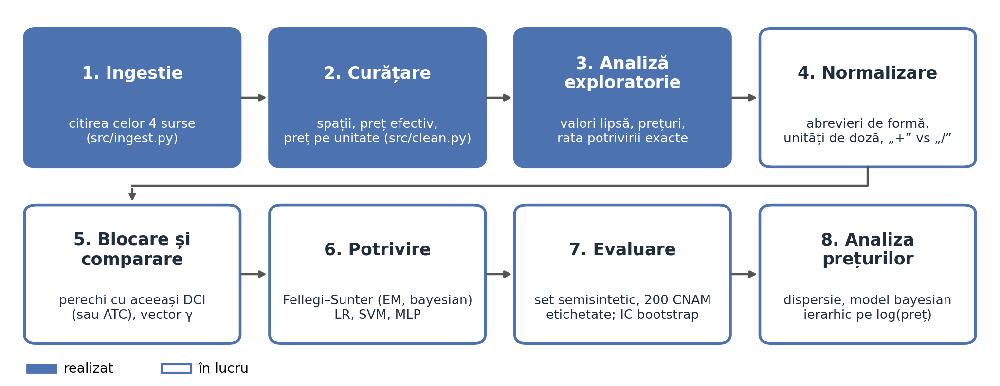 1. Ingestie
citirea celor 4 surse
(src/ingest.py)
2. Curățare
spații, preț efectiv,
preț pe unitate (src/clean.py)
3. Analiză
exploratorie
valori lipsă, prețuri,
rata potrivirii exacte
4. Normalizare
abrevieri de formă,
unități de doză, „+” vs „/”
5. Blocare și
comparare
perechi cu aceeași DCI
(sau ATC), vector γ
6. Potrivire
Fellegi–Sunter (EM, bayesian)
LR, SVM, MLP
7. Evaluare
set semisintetic, 200 CNAM
etichetate; IC bootstrap
8. Analiza
prețurilor
dispersie, model bayesian
ierarhic pe log(preț)
realizat
în lucru